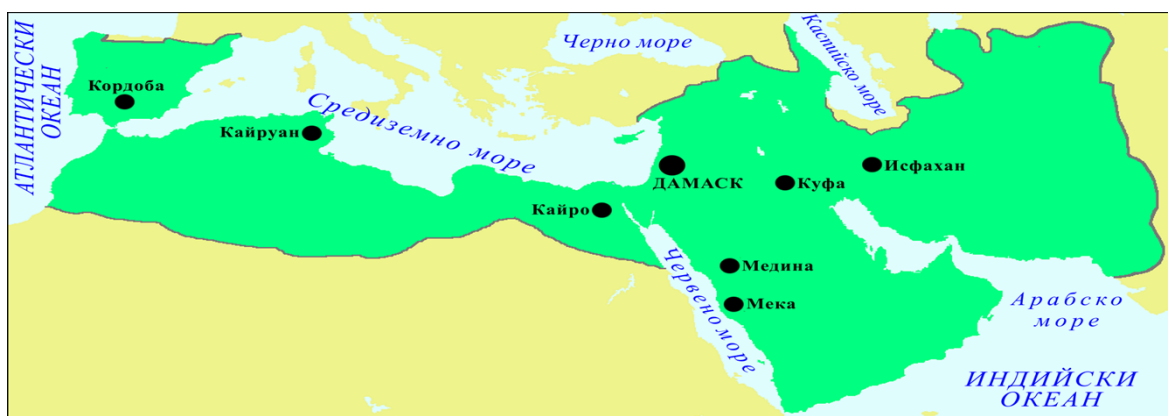 АТЛАНТИЧЕСКИ
ОКЕАН
Кордоба
Кайруан
Средиземно море
Черно море
Каспийско море
ДАМАСК
Куфа
Исфахан
Кайро
Червено море
Медина
Мека
Арабско
море
ИНДИЙСКИ
ОКЕАН